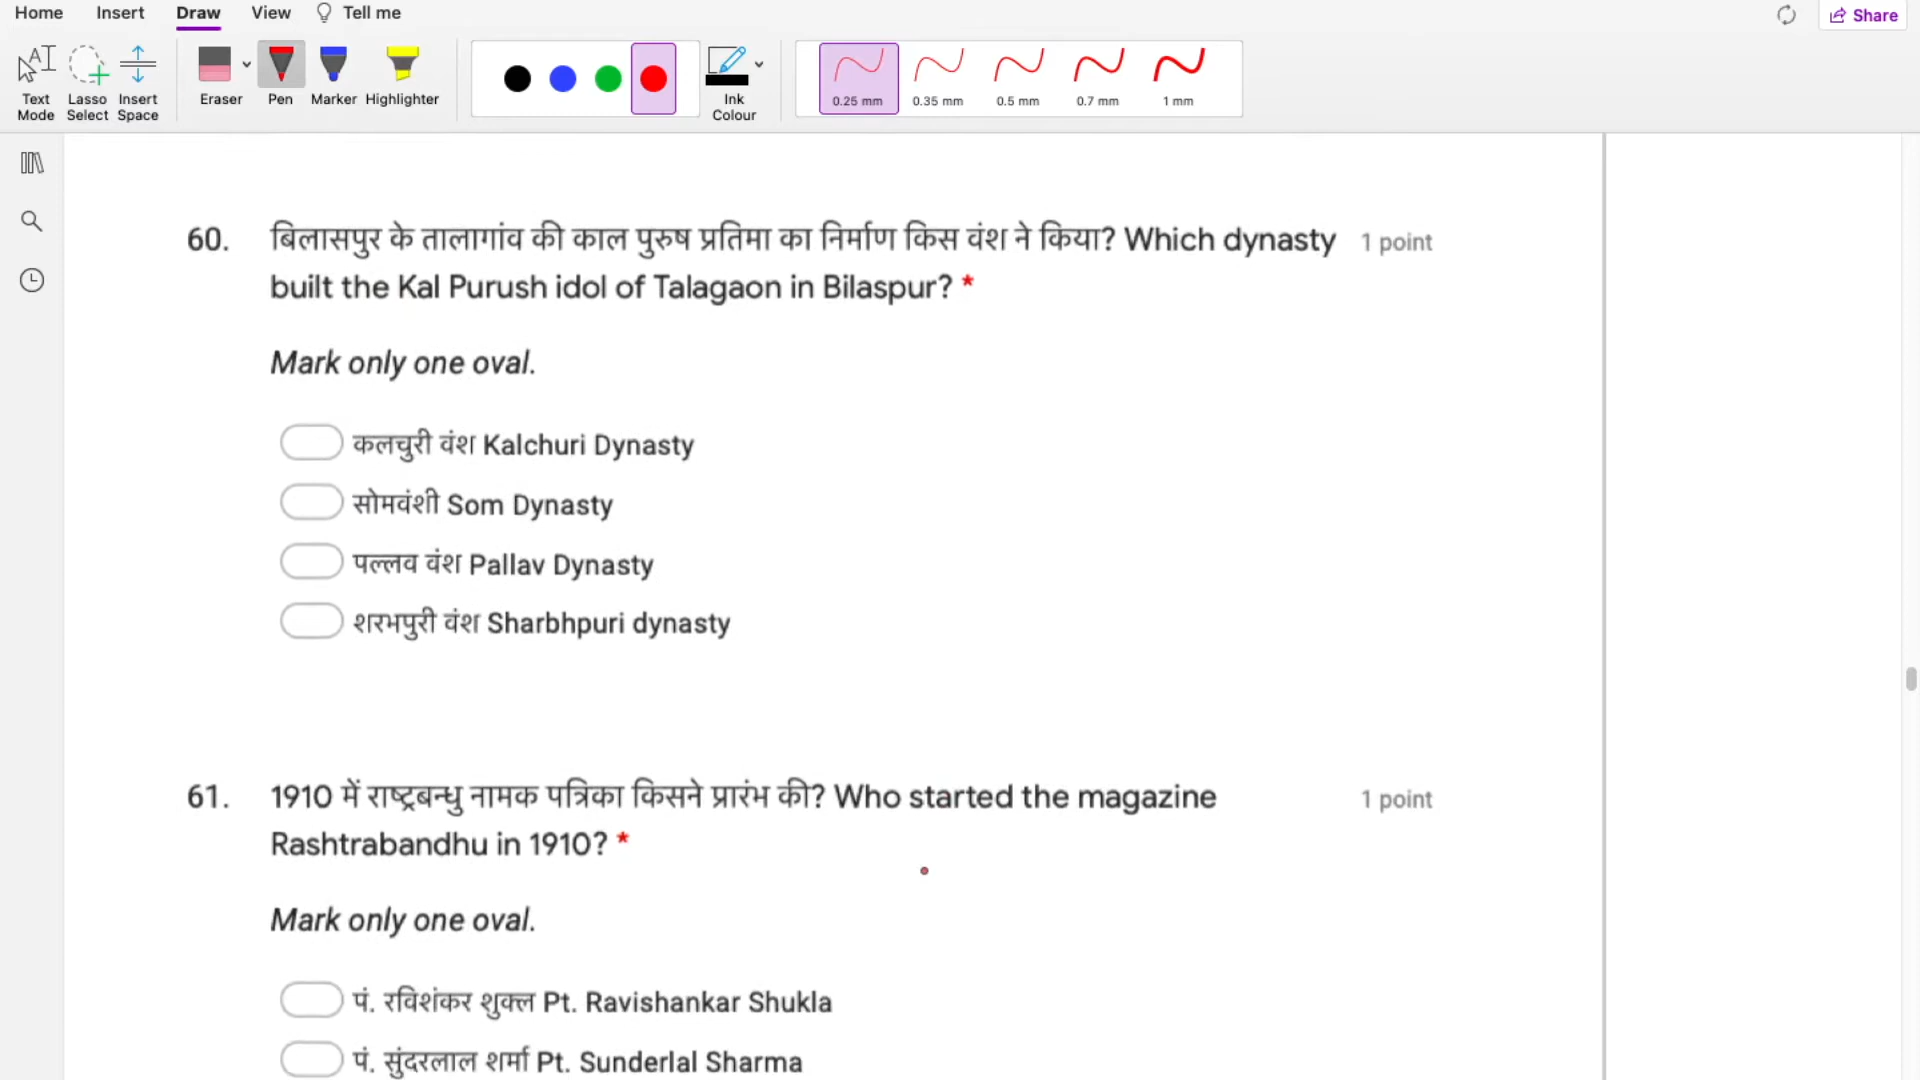 Home Insert Draw View Tell me
Share
Text Mode
Lasso Select
Insert Space
Eraser
Pen
Marker
Highlighter
Ink Colour
0.25 mm
0.35 mm
0.5 mm
0.7 mm
1 mm
60. बिलासपुर के तालागांव की काल पुरुष प्रतिमा का निर्माण किस वंश ने किया? Which dynasty 1 point
built the Kal Purush idol of Talagaon in Bilaspur? *
Mark only one oval.
कलचुरी वंश Kalchuri Dynasty
सोमवंशी Som Dynasty
पल्लव वंश Pallav Dynasty
शरभपुरी वंश Sharbhpuri dynasty
61. 1910 में राष्ट्रबन्धु नामक पत्रिका किसने प्रारंभ की? Who started the magazine 1 point
Rashtrabandhu in 1910? *
Mark only one oval.
पं. रविशंकर शुक्ल Pt. Ravishankar Shukla
पं. सुंदरलाल शर्मा Pt. Sunderlal Sharma